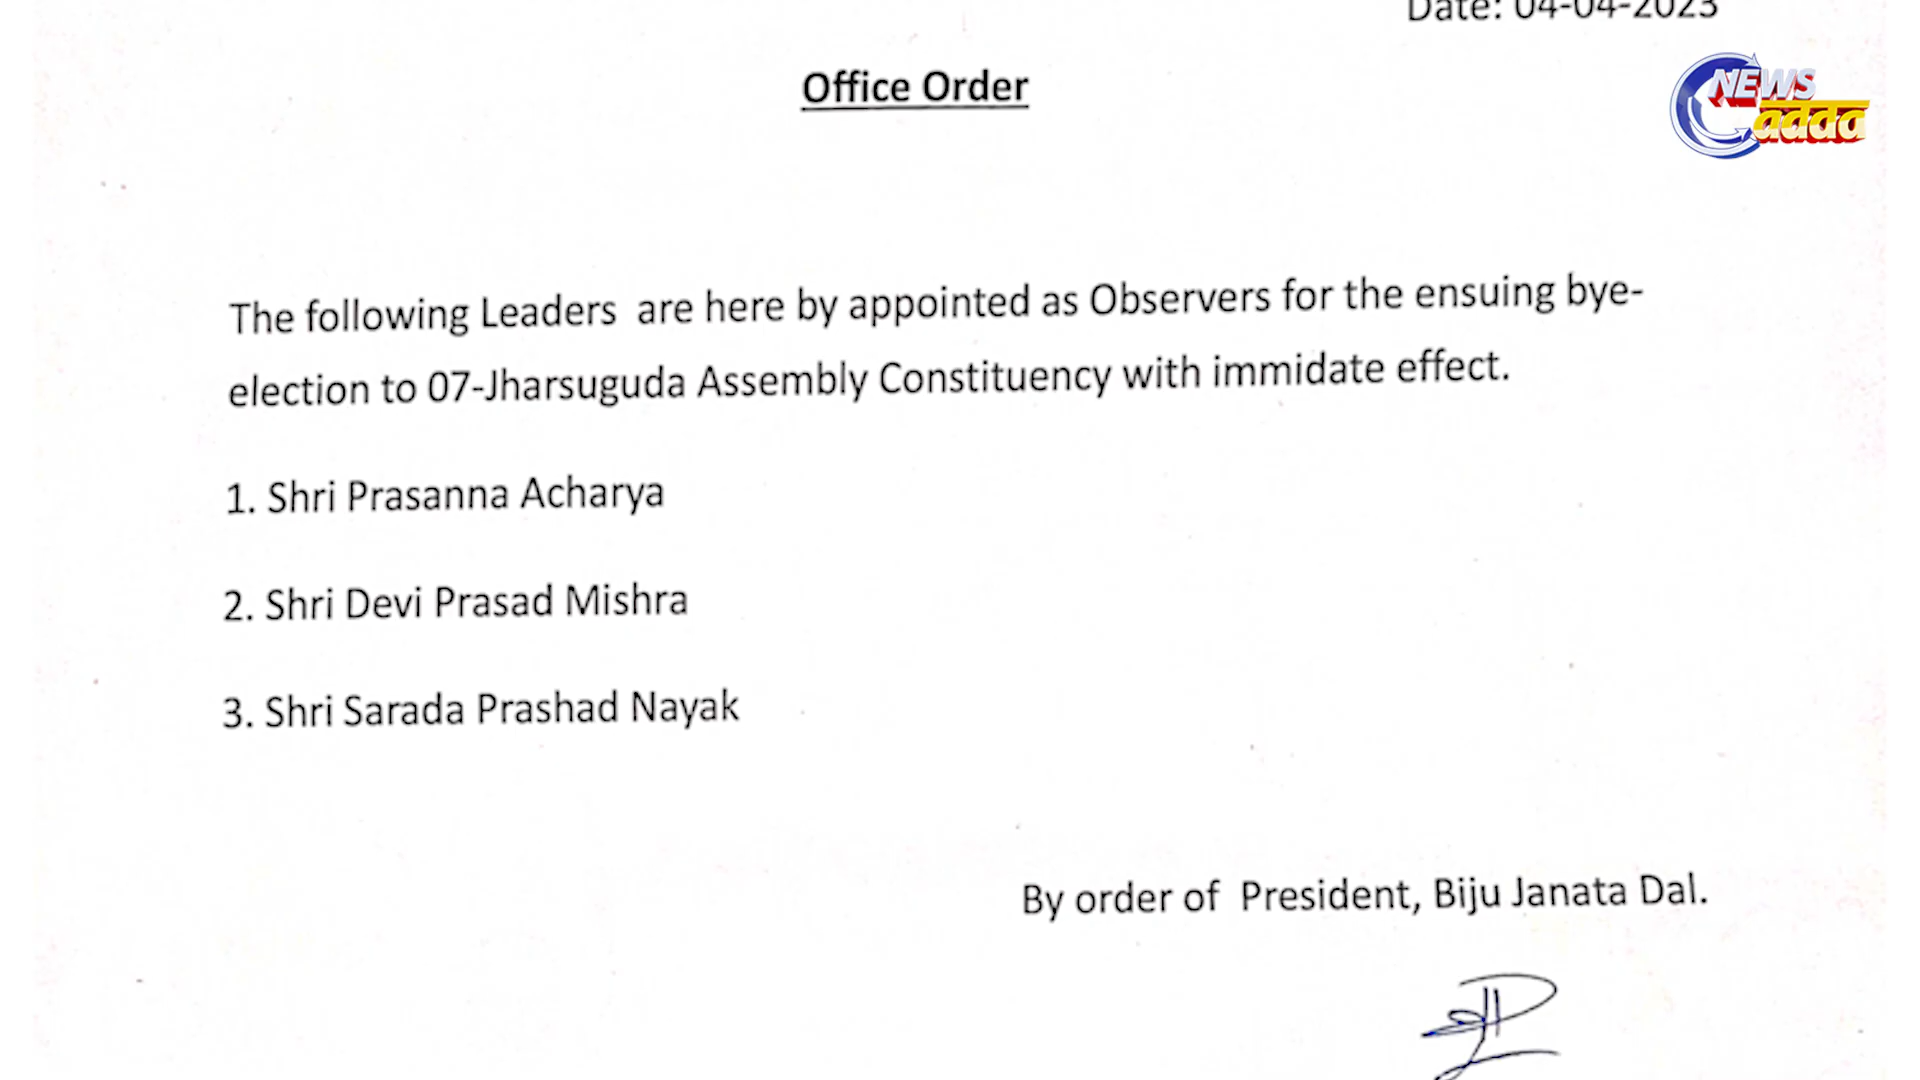 Date: 04-04-2023
NEWS
adda
Office Order
The following Leaders are here by appointed as Observers for the ensuing bye-
election to 07-Jharsuguda Assembly Constituency with immidate effect.
1. Shri Prasanna Acharya
2. Shri Devi Prasad Mishra
3. Shri Sarada Prashad Nayak
By order of President, Biju Janata Dal.